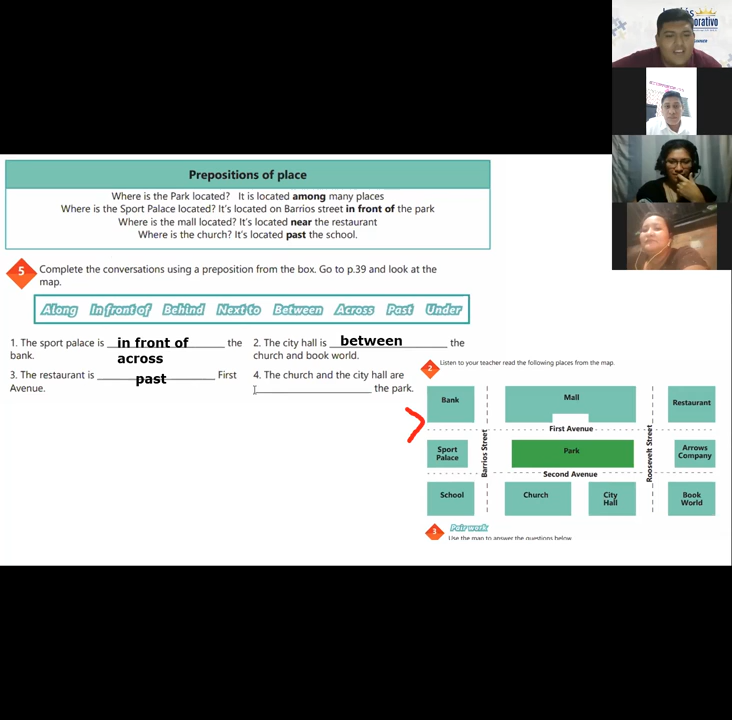 Prepositions of place
Where is the Park located? It is located among many places
Where is the Sport Palace located? It's located on Barrios street in front of the park
Where is the mall located? It's located near the restaurant
Where is the church? It's located past the school.
5 Complete the conversations using a preposition from the box. Go to p.39 and look at the
map.
Along In front of Behind Next to Between Across Past Under
1. The sport palace is in front of the
bank. across
2. The city hall is between the
church and book world.
3. The restaurant is past First
Avenue.
4. The church and the city hall are
the park.
2 Listen to your teacher read the following places from the map.
Bank
Mall
Restaurant
First Avenue
Sport
Palace
Barrios Street
Park
Roosevelt Street
Arrows
Company
Second Avenue
School
Church
City
Hall
Book
World
3 Pair work
Use the map to answer the questions below